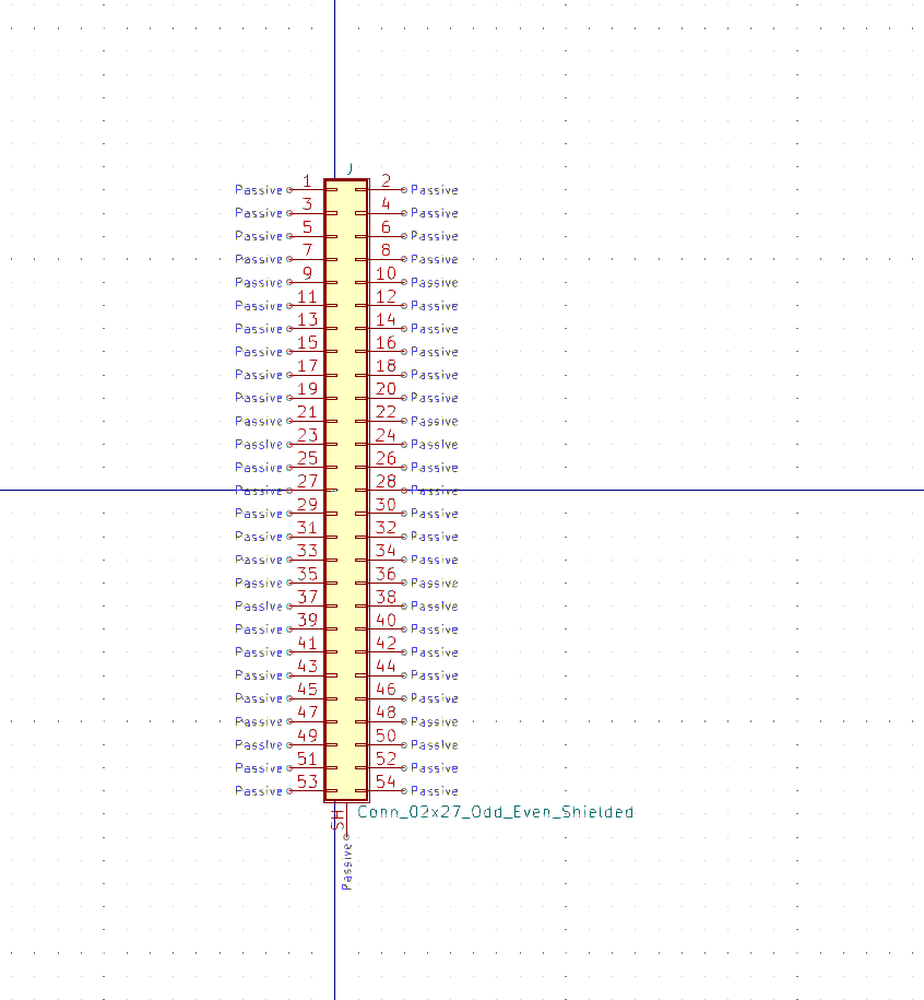 J
Passive 1 2 Passive
Passive 3 4 Passive
Passive 5 6 Passive
Passive 7 8 Passive
Passive 9 10 Passive
Passive 11 12 Passive
Passive 13 14 Passive
Passive 15 16 Passive
Passive 17 18 Passive
Passive 19 20 Passive
Passive 21 22 Passive
Passive 23 24 Passive
Passive 25 26 Passive
Passive 27 28 Passive
Passive 29 30 Passive
Passive 31 32 Passive
Passive 33 34 Passive
Passive 35 36 Passive
Passive 37 38 Passive
Passive 39 40 Passive
Passive 41 42 Passive
Passive 43 44 Passive
Passive 45 46 Passive
Passive 47 48 Passive
Passive 49 50 Passive
Passive 51 52 Passive
Passive 53 54 Passive
SH
Conn_02x27_Odd_Even_Shielded
Passive